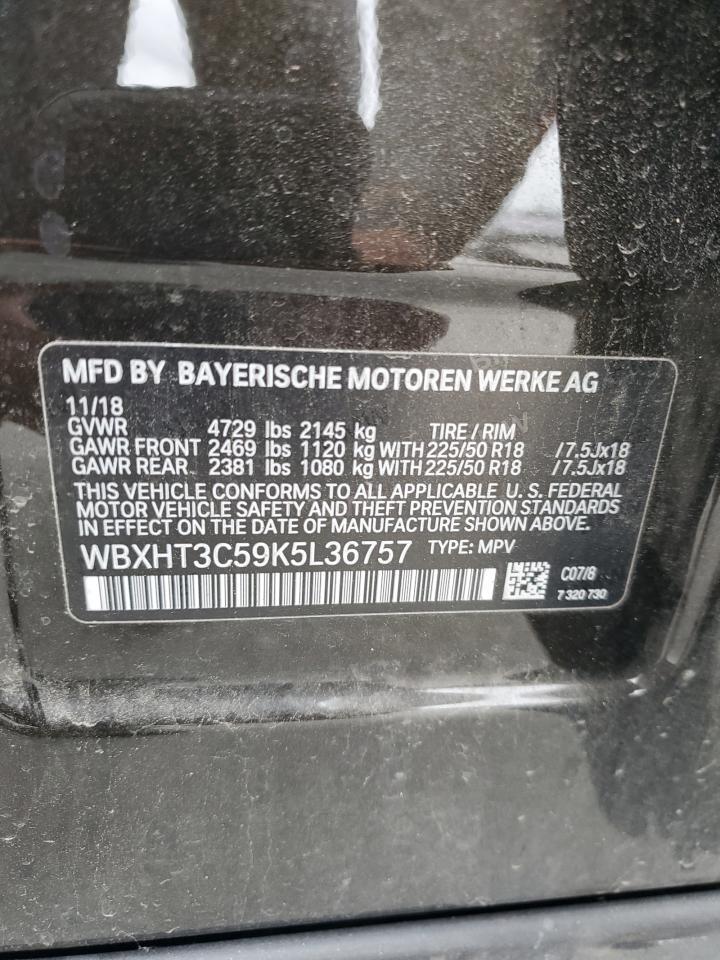 MFD BY BAYERISCHE MOTOREN WERKE AG
11/18
GVWR 4729 lbs 2145 kg TIRE / RIM
GAWR FRONT 2469 lbs 1120 kg WITH 225/50 R18 /7.5Jx18
GAWR REAR 2381 lbs 1080 kg WITH 225/50 R18 /7.5Jx18
THIS VEHICLE CONFORMS TO ALL APPLICABLE U. S. FEDERAL
MOTOR VEHICLE SAFETY AND THEFT PREVENTION STANDARDS
IN EFFECT ON THE DATE OF MANUFACTURE SHOWN ABOVE.
WBXHT3C59K5L36757 TYPE: MPV
C07/8
7 320 730